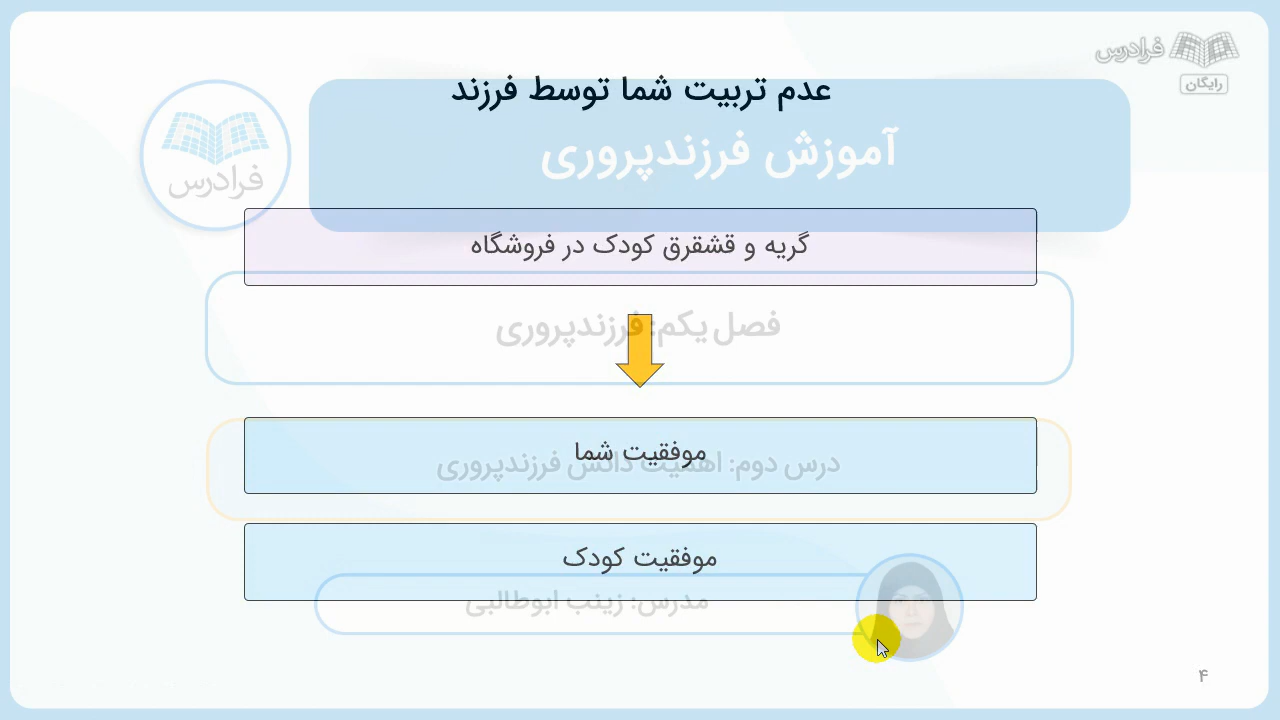 فرادرس
رایگان
عدم تربیت شما توسط فرزند
آموزش فرزندپروری
فرادرس
گریه و قشقرق کودک در فروشگاه
فصل یکم: فرزندپروری
موفقیت شما
درس دوم: اهمیت دانش فرزندپروری
موفقیت کودک
مدرس: زینب ابوطالبی
۴